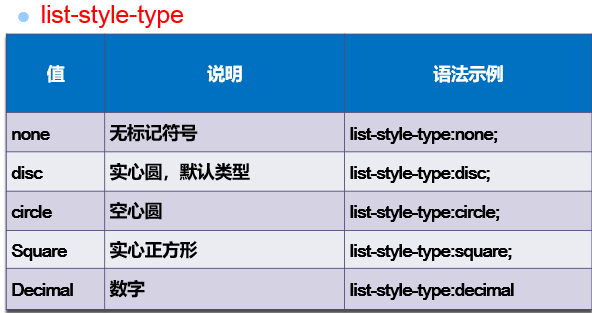 list-style-type
值 说明 语法示例
none 无标记符号 list-style-type:none;
disc 实心圆，默认类型 list-style-type:disc;
circle 空心圆 list-style-type:circle;
Square 实心正方形 list-style-type:square;
Decimal 数字 list-style-type:decimal